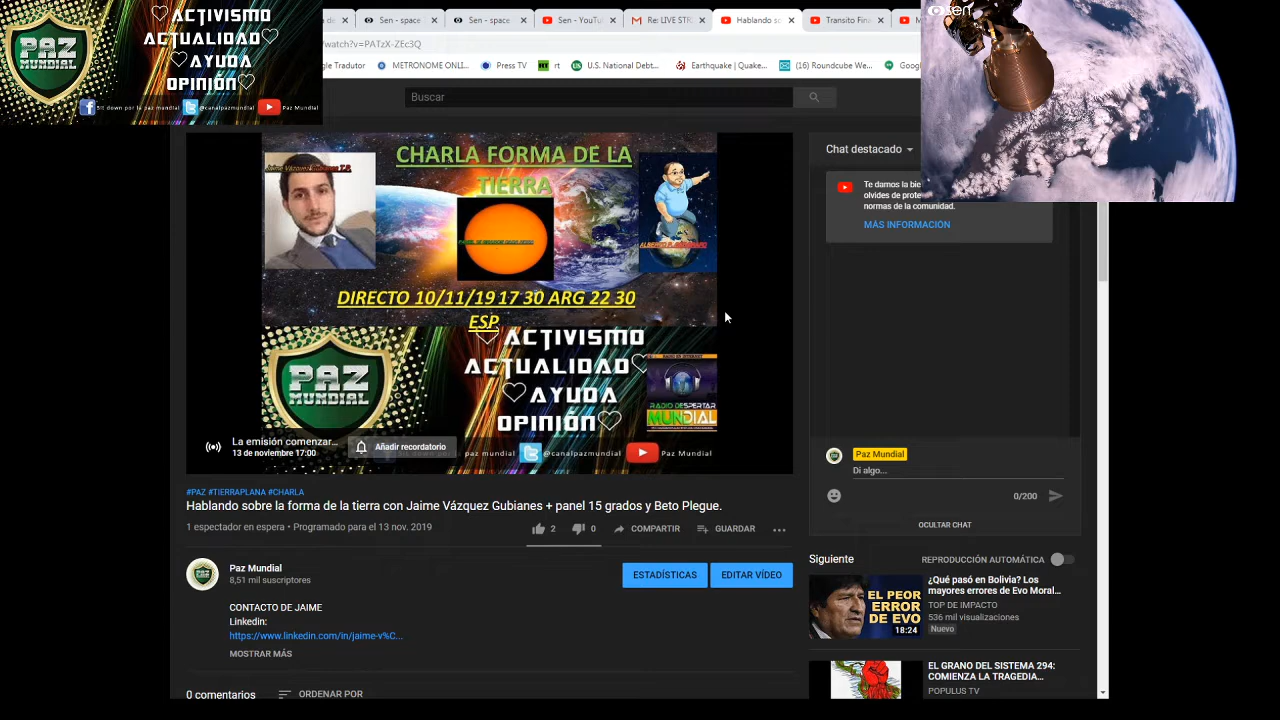 ACTIVISMO
ACTUALIDAD
AYUDA
OPINIÓN
PAZ
MUNDIAL
Sit down por la paz mundial
@canalpazmundial
Paz Mundial
Sen - space
Sen - space
Sen - YouTu
Re: LIVE STR
Hablando so
Transito Fin
sen
watch?v=PATzX-ZEc3Q
gle Tradutor
METRONOME ONLI...
Press TV
rt
U.S. National Debt...
Earthquake | Quake...
(16) Roundcube We...
Goog
Buscar
CHARLA FORMA DE LA
TIERRA
DIRECTO 10/11/19 17 30 ARG 22 30
ESP
ACTIVISMO
ACTUALIDAD
AYUDA
OPINIÓN
PAZ
MUNDIAL
RADIO DESPERTAR
MUNDIAL
paz mundial
@canalpazmundial
Paz Mundial
La emisión comenzar...
13 de noviembre 17:00
Añadir recordatorio
Chat destacado
Te damos la bie
olvides de prote
normas de la comunidad.
MÁS INFORMACIÓN
Paz Mundial
Di algo...
0/200
OCULTAR CHAT
#PAZ #TIERRAPLANA #CHARLA
Hablando sobre la forma de la tierra con Jaime Vázquez Gubianes + panel 15 grados y Beto Plegue.
1 espectador en espera • Programado para el 13 nov. 2019
2
0
COMPARTIR
GUARDAR
Paz Mundial
8,51 mil suscriptores
ESTADÍSTICAS
EDITAR VÍDEO
CONTACTO DE JAIME
Linkedin:
https://www.linkedin.com/in/jaime-v%C...
MOSTRAR MÁS
0 comentarios
ORDENAR POR
Siguiente
REPRODUCCIÓN AUTOMÁTICA
EL PEOR
ERROR
DE EVO
18:24
¿Qué pasó en Bolivia? Los
mayores errores de Evo Moral...
TOP DE IMPACTO
536 mil visualizaciones
Nuevo
EL GRANO DEL SISTEMA 294:
COMIENZA LA TRAGEDIA...
POPULUS TV